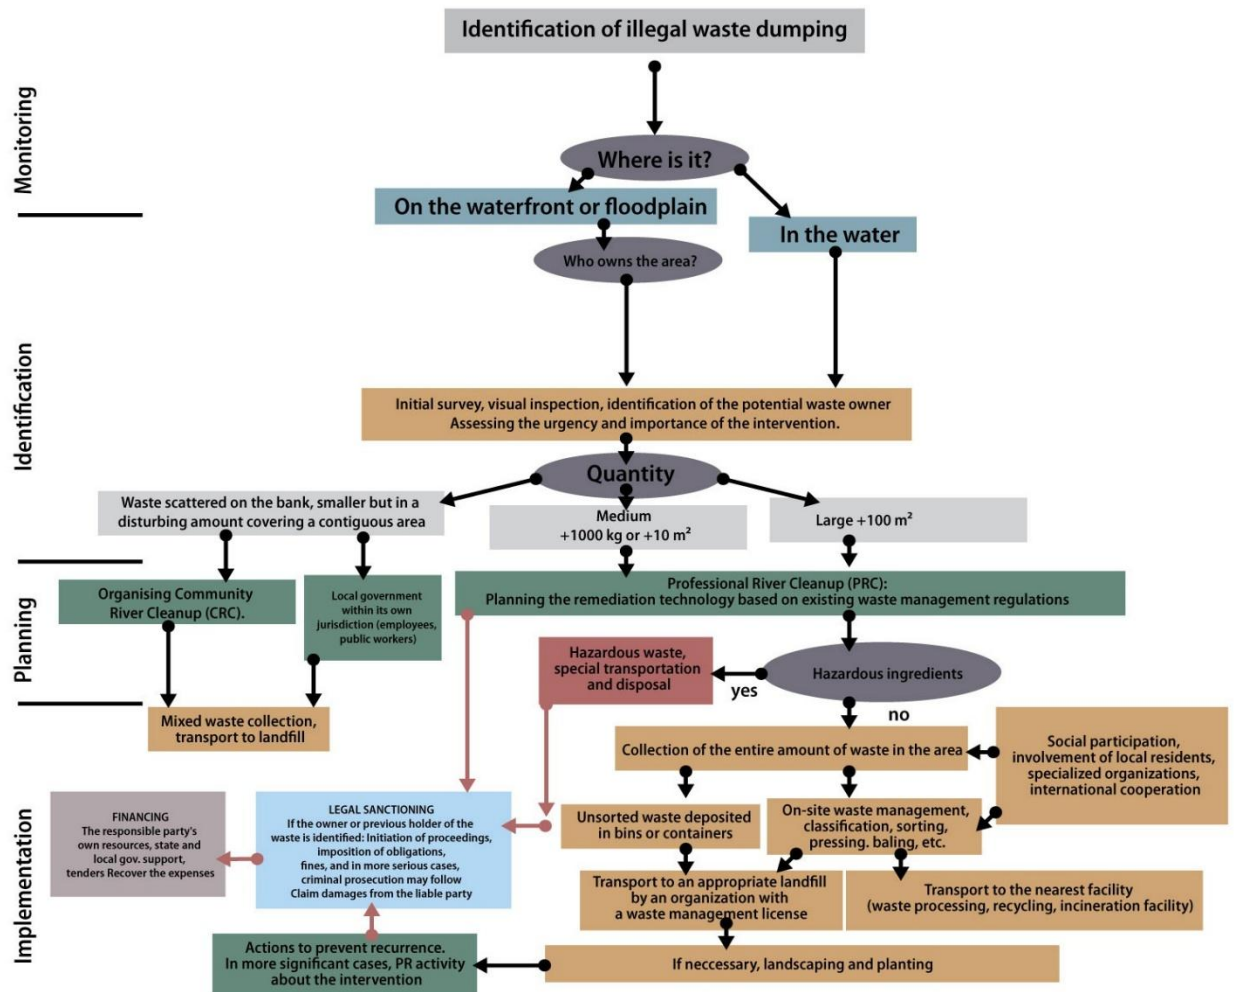 Identification of illegal waste dumping
Monitoring
Where is it?
On the waterfront or floodplain
In the water
Who owns the area?
Identification
Initial survey, visual inspection, identification of the potential waste owner
Assessing the urgency and importance of the intervention.
Quantity
Waste scattered on the bank, smaller but in a
disturbing amount covering a contiguous area
Medium
+1000 kg or +10 m²
Large +100 m²
Planning
Organising Community
River Cleanup (CRC).
Local government
within its own
jurisdiction (employees,
public workers)
Professional River Cleanup (PRC):
Planning the remediation technology based on existing waste management regulations
Hazardous waste,
special transportation
and disposal
yes
Hazardous ingredients
no
Mixed waste collection,
transport to landfill
Collection of the entire amount of waste in the area
Social participation,
involvement of local residents,
specialized organizations,
international cooperation
Implementation
FINANCING
The responsible party's
own resources, state and
local gov. support,
tenders Recover the expenses
LEGAL SANCTIONING
If the owner or previous holder of the
waste is identified: Initiation of proceedings,
imposition of obligations,
fines, and in more serious cases,
criminal prosecution may follow
Claim damages from the liable party
Unsorted waste deposited
in bins or containers
On-site waste management,
classification, sorting,
pressing. baling, etc.
Transport to an appropriate landfill
by an organization with
a waste management license
Transport to the nearest facility
(waste processing, recycling, incineration facility)
Actions to prevent recurrence.
In more significant cases, PR activity
about the intervention
If neccessary, landscaping and planting